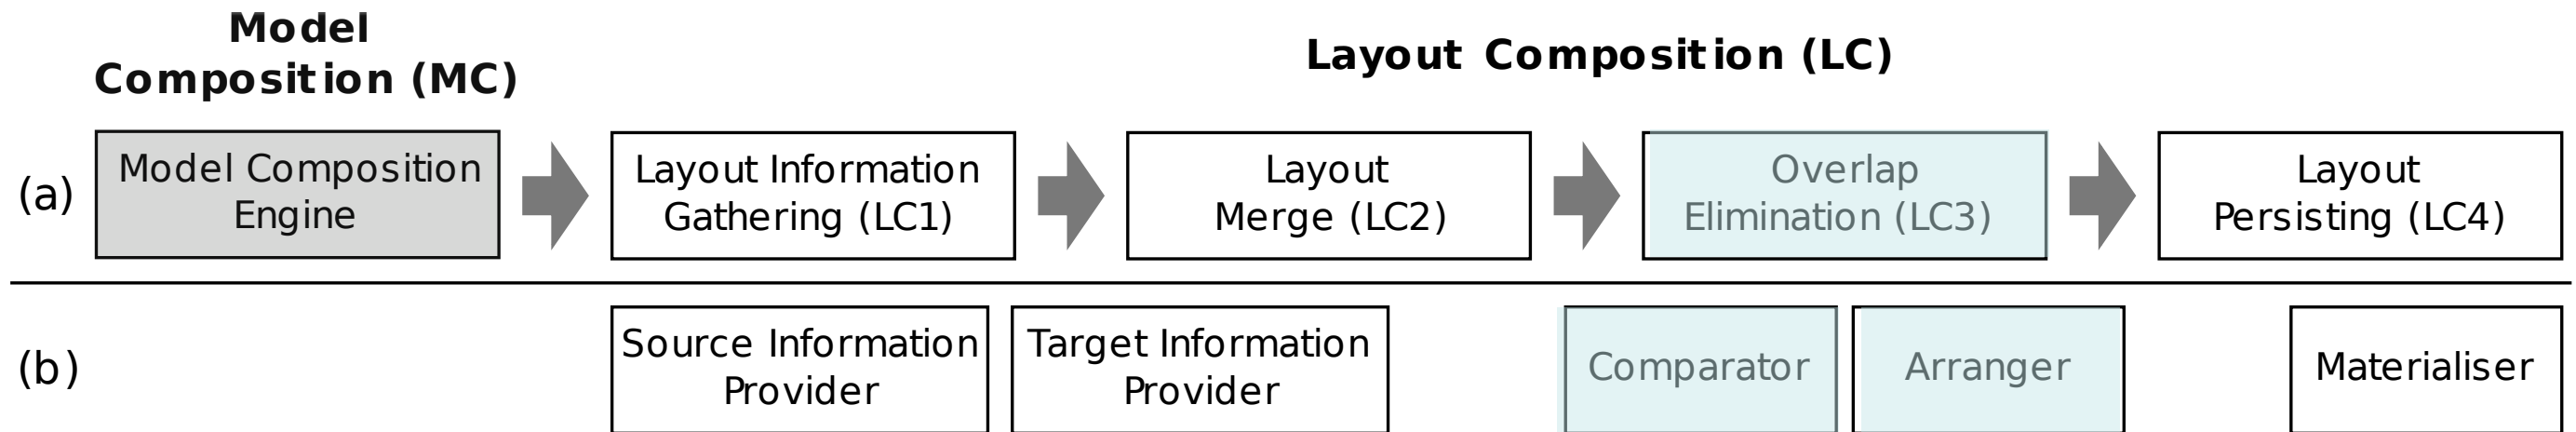 Model
Composition (MC)
Layout Composition (LC)
(a)
Model Composition
Engine
Layout Information
Gathering (LC1)
Layout
Merge (LC2)
Overlap
Elimination (LC3)
Layout
Persisting (LC4)
(b)
Source Information
Provider
Target Information
Provider
Comparator
Arranger
Materialiser